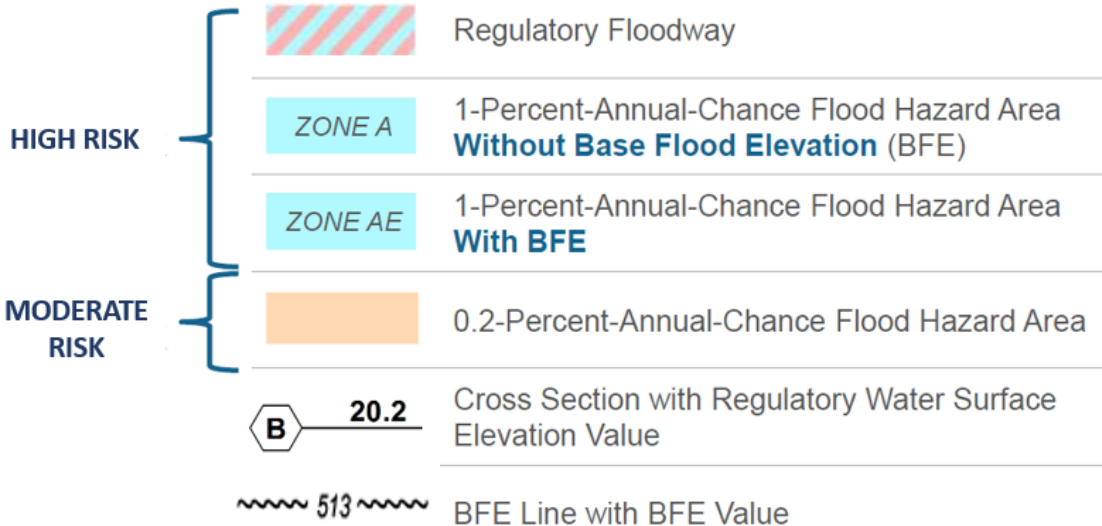 Regulatory Floodway
HIGH RISK
ZONE A
1-Percent-Annual-Chance Flood Hazard Area
Without Base Flood Elevation (BFE)
ZONE AE
1-Percent-Annual-Chance Flood Hazard Area
With BFE
MODERATE
RISK
0.2-Percent-Annual-Chance Flood Hazard Area
B 20.2
Cross Section with Regulatory Water Surface
Elevation Value
513
BFE Line with BFE Value